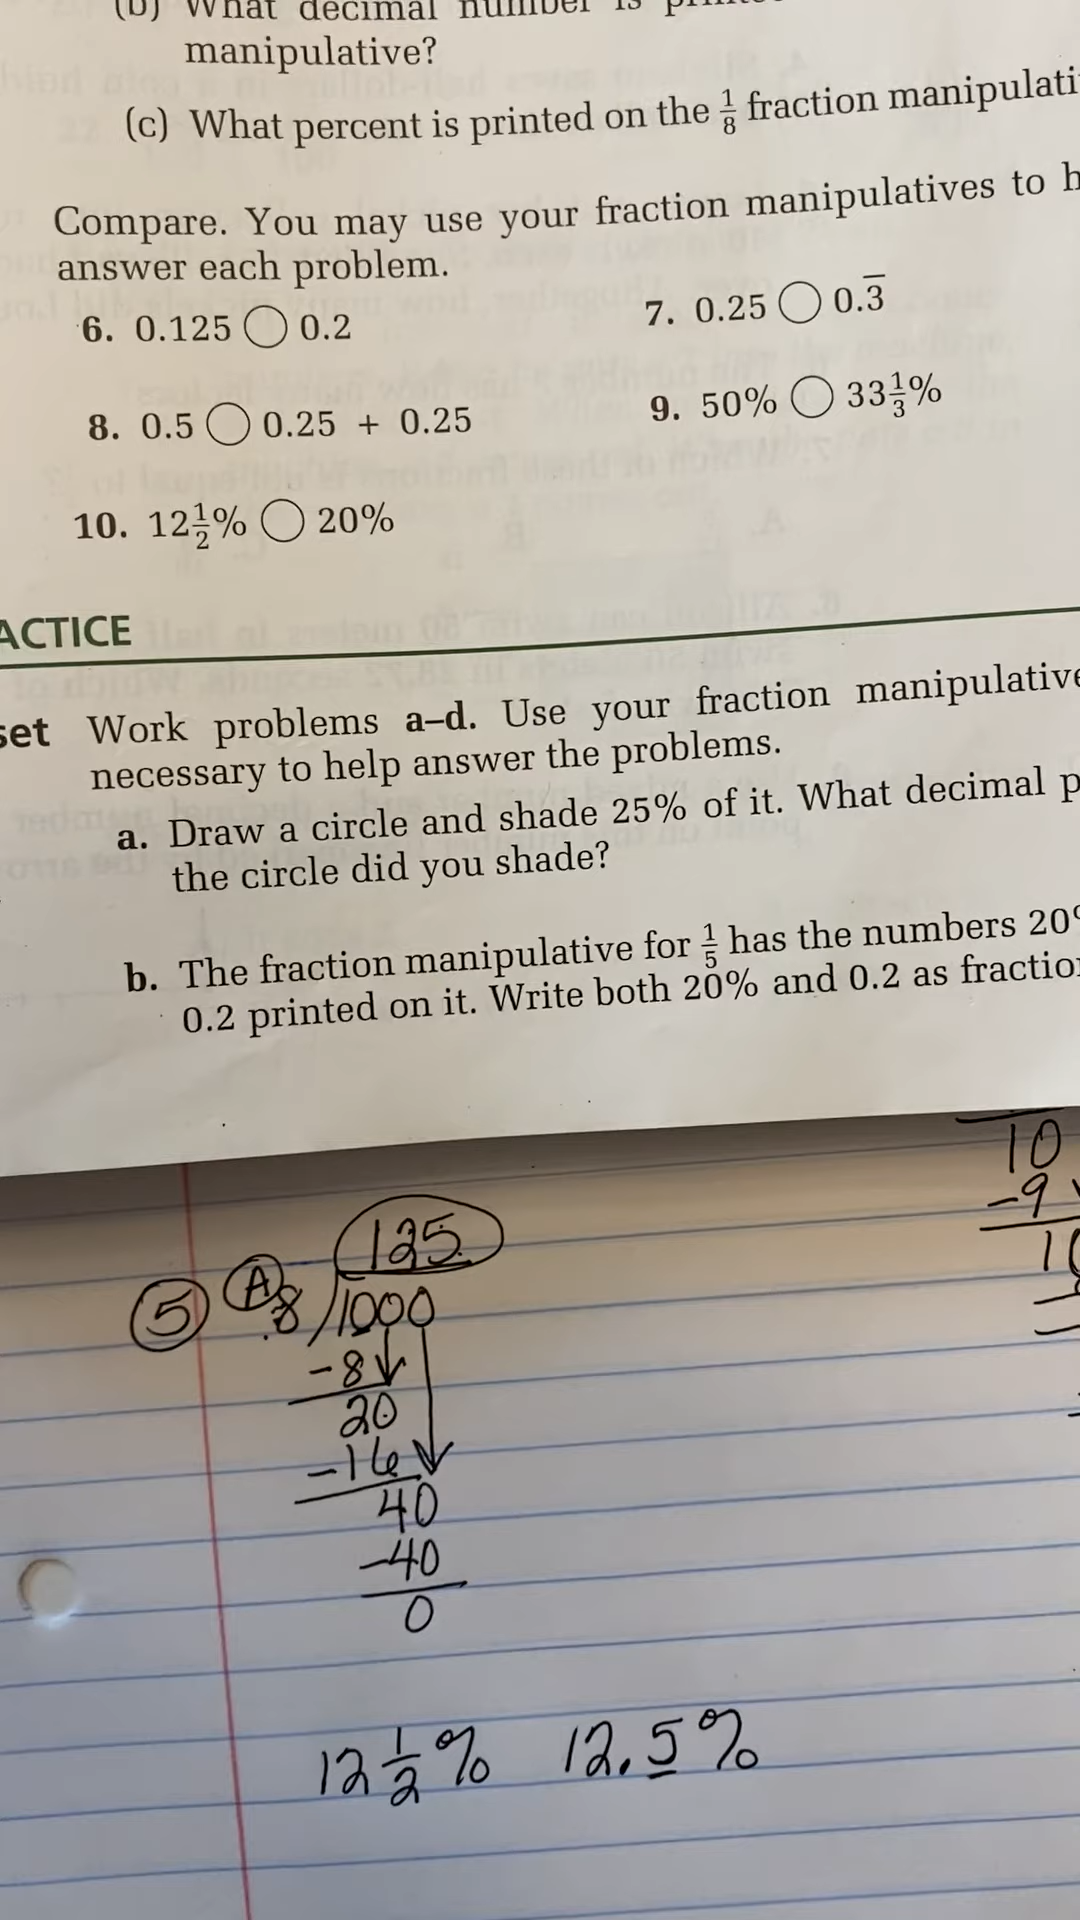 (b) What decimal number is
manipulative?
(c) What percent is printed on the 1/8 fraction manipulati
Compare. You may use your fraction manipulatives to h
answer each problem.
6. 0.125 ○ 0.2
7. 0.25 ○ 0.3̅
8. 0.5 ○ 0.25 + 0.25
9. 50% ○ 33 1/3%
10. 12 1/2% ○ 20%
ACTICE
set Work problems a–d. Use your fraction manipulative
necessary to help answer the problems.
a. Draw a circle and shade 25% of it. What decimal p
the circle did you shade?
b. The fraction manipulative for 1/5 has the numbers 20%
0.2 printed on it. Write both 20% and 0.2 as fraction
10
-9
10
125.
5 A 8 1000
-8
20
-16
40
-40
0
12 1/2 % 12.5%